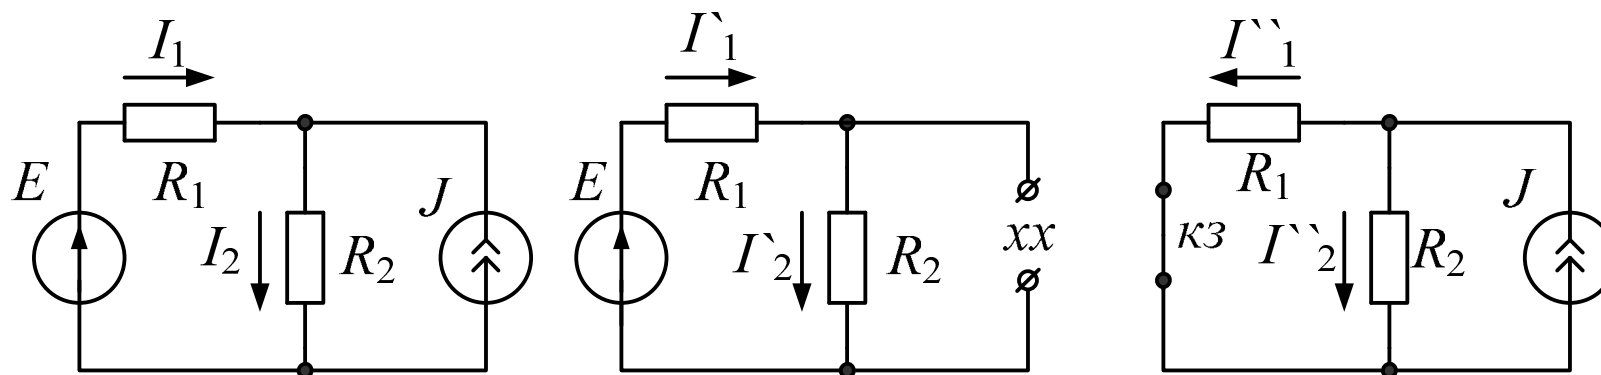 I1 I`1 I``1
E R1 J E R1 R1 J
I2 R2 I`2 R2 xx кз I``2 R2